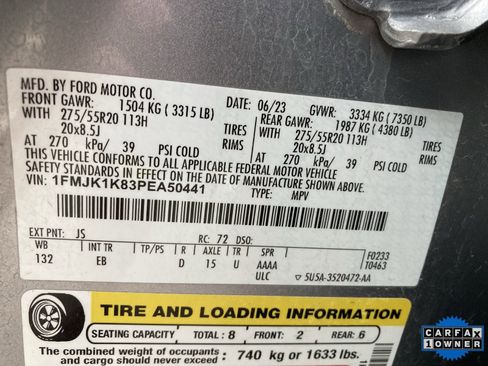 MFD. BY FORD MOTOR CO.
DATE: 06/23 GVWR: 3334 KG (7350 LB)
FRONT GAWR: 1504 KG (3315 LB) REAR GAWR: 1987 KG (4380 LB)
WITH 275/55R20 113H TIRES 275/55R20 113H TIRES
20x8.5J RIMS 20x8.5J RIMS
AT 270 kPa/ 39 PSI COLD AT 270 kPa/ 39 PSI COLD
THIS VEHICLE CONFORMS TO ALL APPLICABLE FEDERAL MOTOR VEHICLE
SAFETY STANDARDS IN EFFECT ON THE DATE OF MANUFACTURE SHOWN ABOVE.
VIN: 1FMJK1K83PEA50441
TYPE: MPV
EXT PNT: JS RC: 72 DSO:
WB INT TR TP/PS R AXLE TR SPR F0233
132 EB D 15 U AAAA T0463
ULC 5U5A-3520472-AA
TIRE AND LOADING INFORMATION
SEATING CAPACITY TOTAL: 8 FRONT: 2 REAR: 6
The combined weight of occupants
and cargo should never exceed: 740 kg or 1633 lbs.
CARFAX
1 OWNER